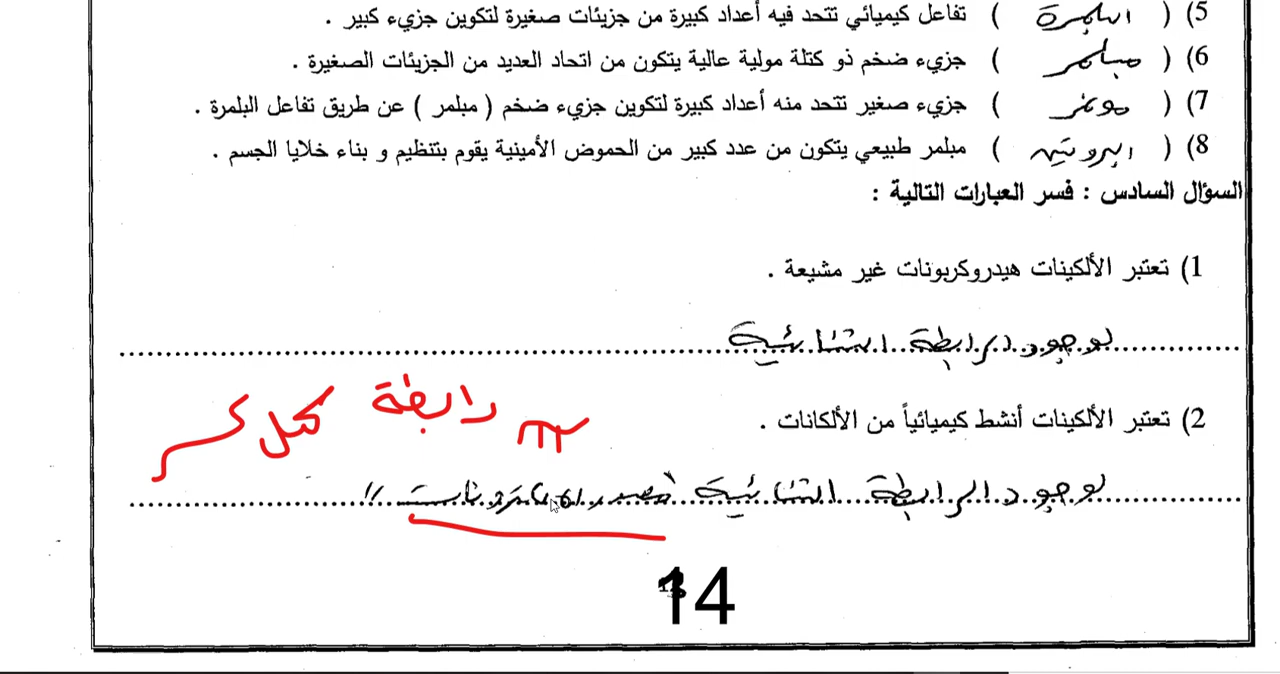 5) ( البلمرة ) تفاعل كيميائي تتحد فيه أعداد كبيرة من جزيئات صغيرة لتكوين جزيء كبير .
6) ( مبلمر ) جزيء ضخم ذو كتلة مولية عالية يتكون من اتحاد العديد من الجزيئات الصغيرة .
7) ( مونمر ) جزيء صغير تتحد منه أعداد كبيرة لتكوين جزيء ضخم ( مبلمر ) عن طريق تفاعل البلمرة .
8) ( البروتين ) مبلمر طبيعي يتكون من عدد كبير من الحموض الأمينية يقوم بتنظيم و بناء خلايا الجسم .
السؤال السادس : فسر العبارات التالية :
1) تعتبر الألكينات هيدروكربونات غير مشيعة .
لوجود الرابطة الثنائية
2) تعتبر الألكينات أنشط كيميائياً من الألكانات .
رابطة π
لوجود الرابطة الثنائية مصدر
14